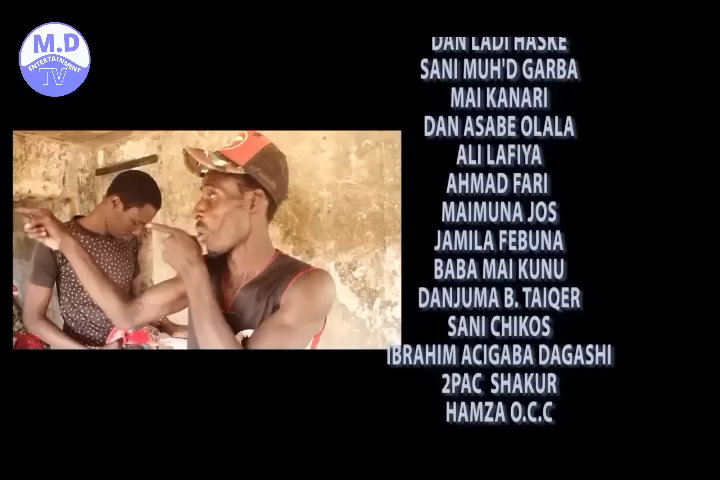 M.D
ENTERTAINMENT
TV
DAN LADI HASKE
SANI MUH'D GARBA
MAI KANARI
DAN ASABE OLALA
ALI LAFIYA
AHMAD FARI
MAIMUNA JOS
JAMILA FEBUNA
BABA MAI KUNU
DANJUMA B. TAIQER
SANI CHIKOS
IBRAHIM ACIGABA DAGASHI
2PAC SHAKUR
HAMZA O.C.C